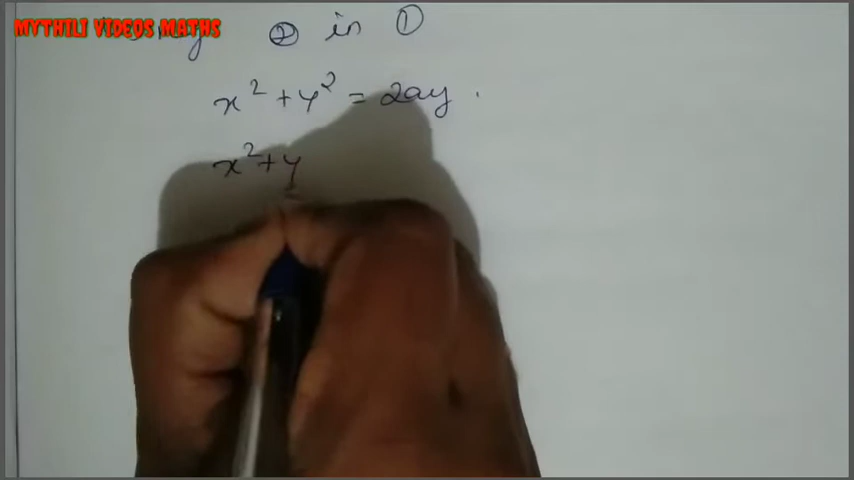 MYTHILI VIDEOS MATHS
② in ①
x² + y² = 2ay.
x² + y